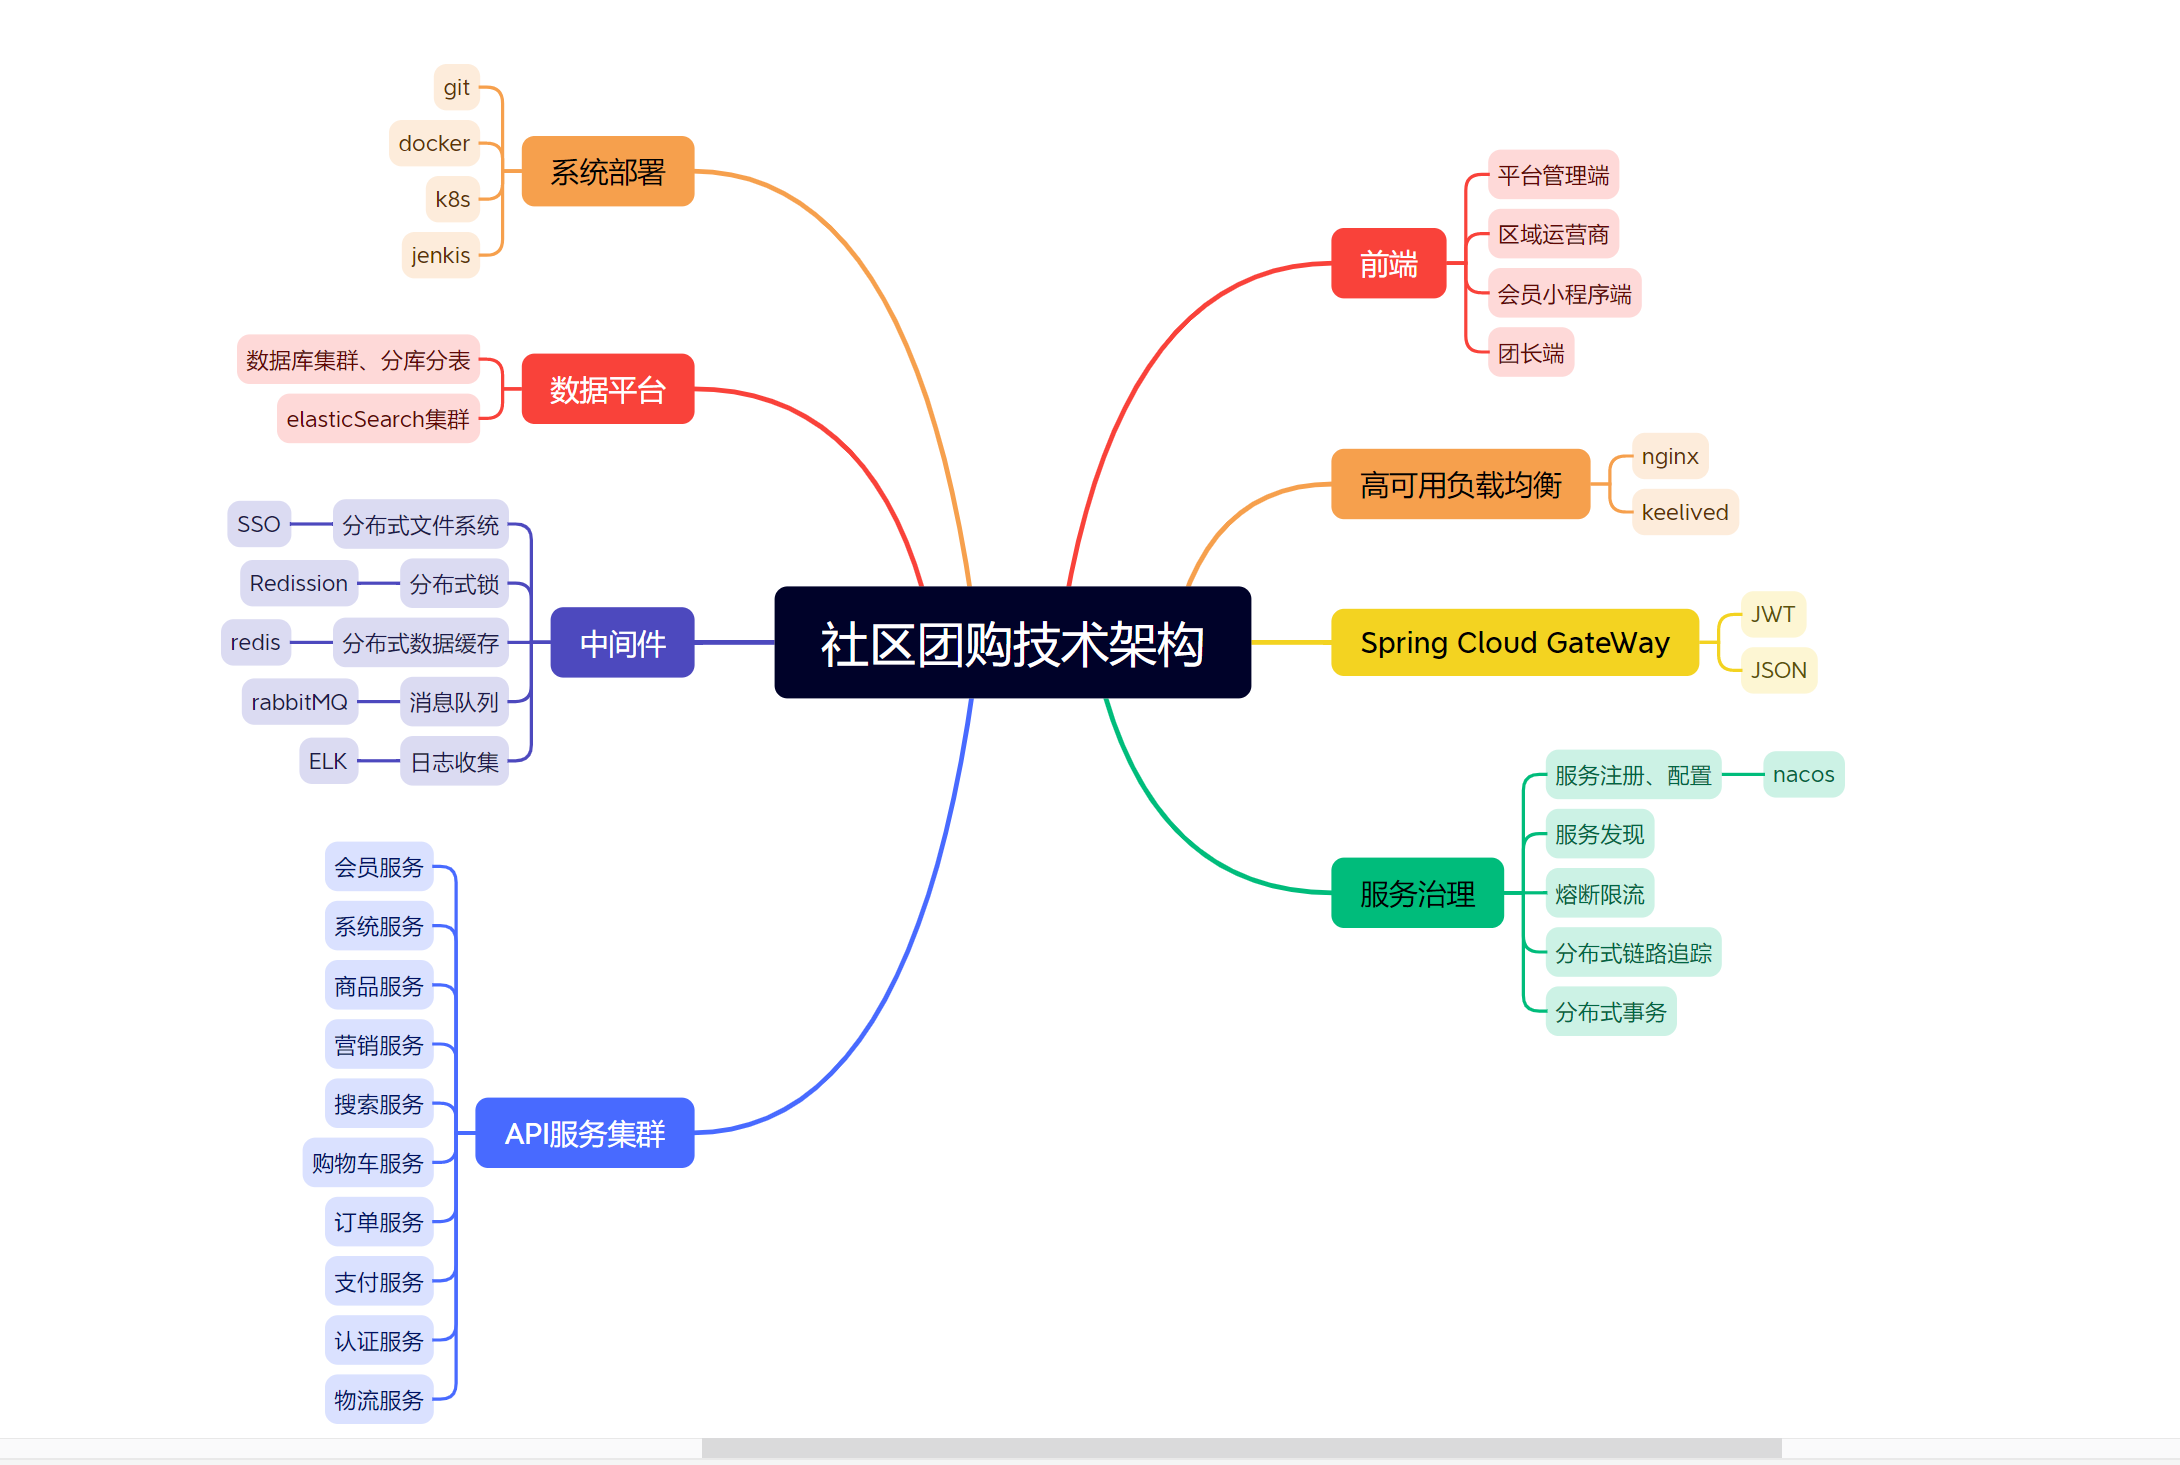 社区团购技术架构
系统部署
git
docker
k8s
jenkis
数据平台
数据库集群、分库分表
elasticSearch集群
中间件
分布式文件系统
SSO
分布式锁
Redission
分布式数据缓存
redis
消息队列
rabbitMQ
日志收集
ELK
API服务集群
会员服务
系统服务
商品服务
营销服务
搜索服务
购物车服务
订单服务
支付服务
认证服务
物流服务
前端
平台管理端
区域运营商
会员小程序端
团长端
高可用负载均衡
nginx
keelived
Spring Cloud GateWay
JWT
JSON
服务治理
服务注册、配置
nacos
服务发现
熔断限流
分布式链路追踪
分布式事务